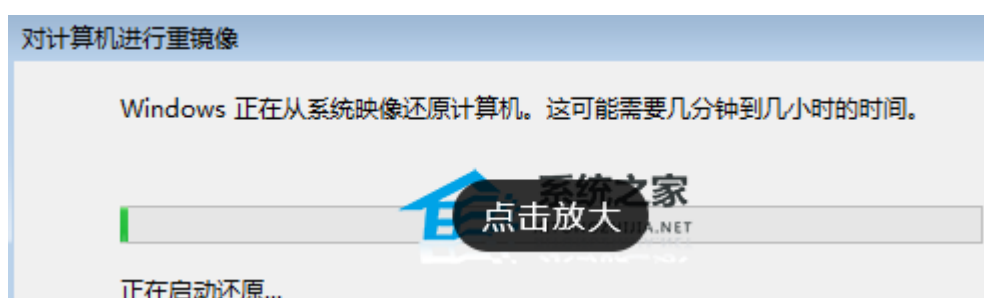 对计算机进行重镜像
Windows 正在从系统映像还原计算机。这可能需要几分钟到几小时的时间。
系统之家
点击放大
.NET
正在启动还原...